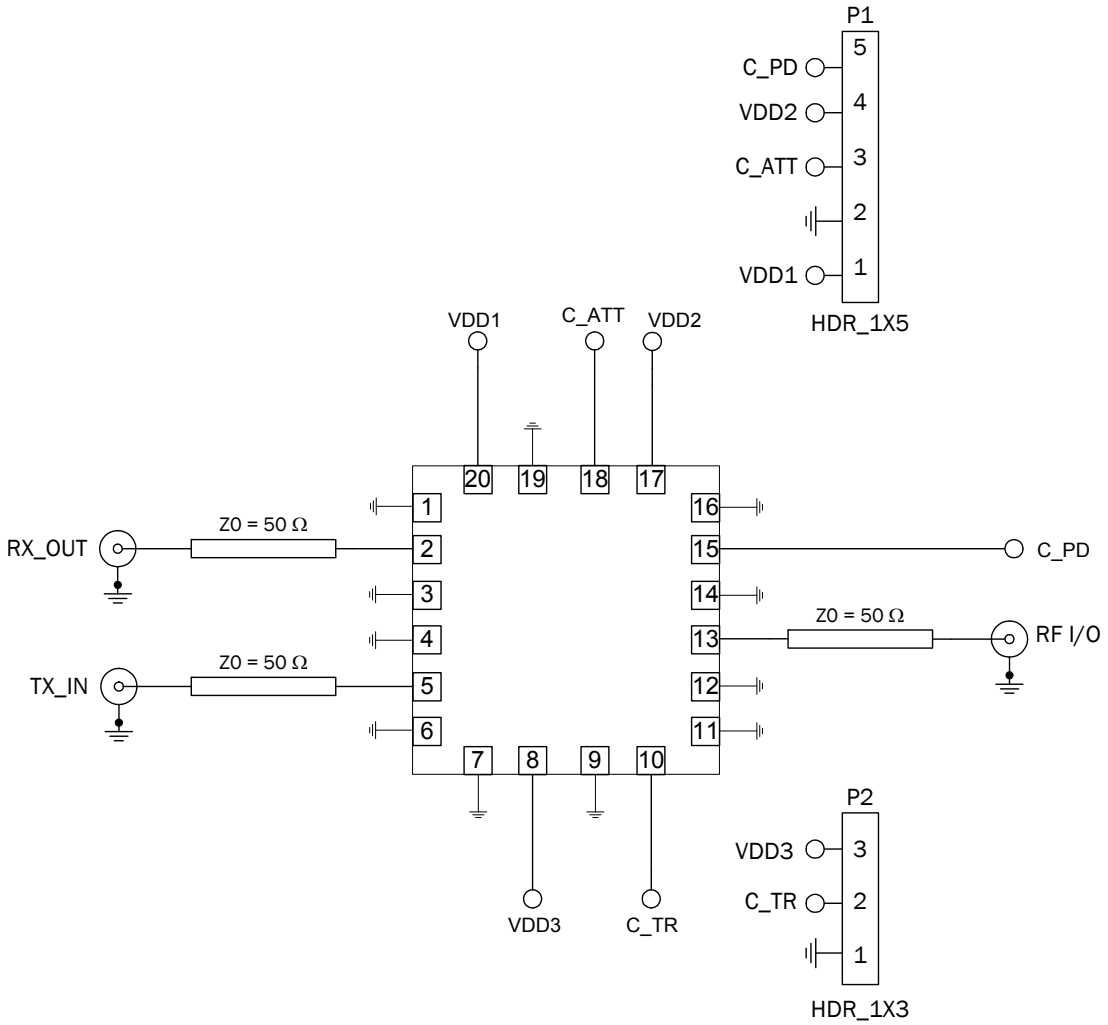 P1
5
C_PD
4
VDD2
3
C_ATT
2
1
VDD1
HDR_1X5
VDD1
C_ATT
VDD2
20
19
18
17
1
16
RX_OUT
Z0 = 50 Ω
2
15
C_PD
3
14
4
13
Z0 = 50 Ω
RF I/O
TX_IN
Z0 = 50 Ω
5
12
6
11
7
8
9
10
VDD3
C_TR
P2
VDD3
3
C_TR
2
1
HDR_1X3